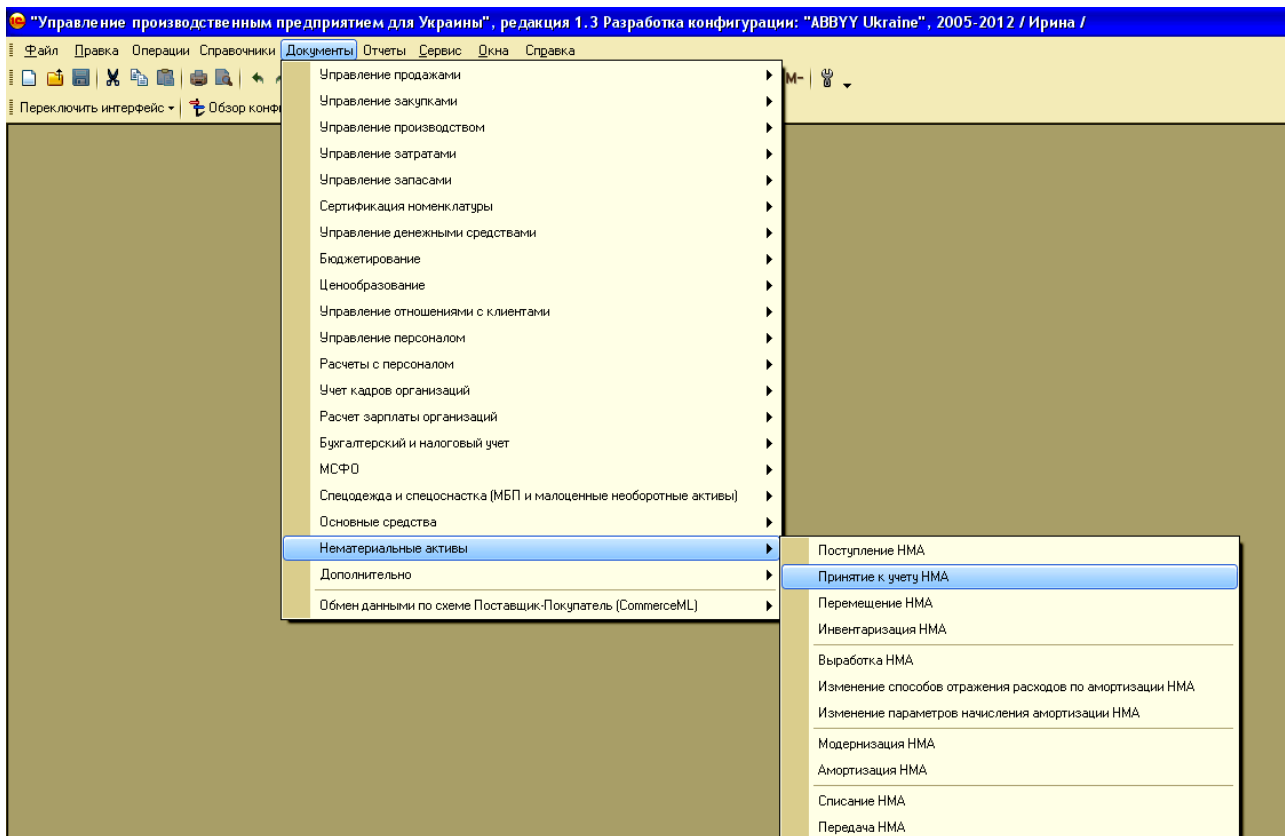 "Управление производственным предприятием для Украины", редакция 1.3 Разработка конфигурации: "ABBYY Ukraine", 2005-2012 / Ирина /
Файл Правка Операции Справочники Документы Отчеты Сервис Окна Справка
M-
Переключить интерфейс Обзор конф
Управление продажами
Управление закупками
Управление производством
Управление затратами
Управление запасами
Сертификация номенклатуры
Управление денежными средствами
Бюджетирование
Ценообразование
Управление отношениями с клиентами
Управление персоналом
Расчеты с персоналом
Учет кадров организаций
Расчет зарплаты организаций
Бухгалтерский и налоговый учет
МСФО
Спецодежда и спецоснастка (МБП и малоценные необоротные активы)
Основные средства
Нематериальные активы
Дополнительно
Обмен данными по схеме Поставщик-Покупатель (CommerceML)
Поступление НМА
Принятие к учету НМА
Перемещение НМА
Инвентаризация НМА
Выработка НМА
Изменение способов отражения расходов по амортизации НМА
Изменение параметров начисления амортизации НМА
Модернизация НМА
Амортизация НМА
Списание НМА
Передача НМА